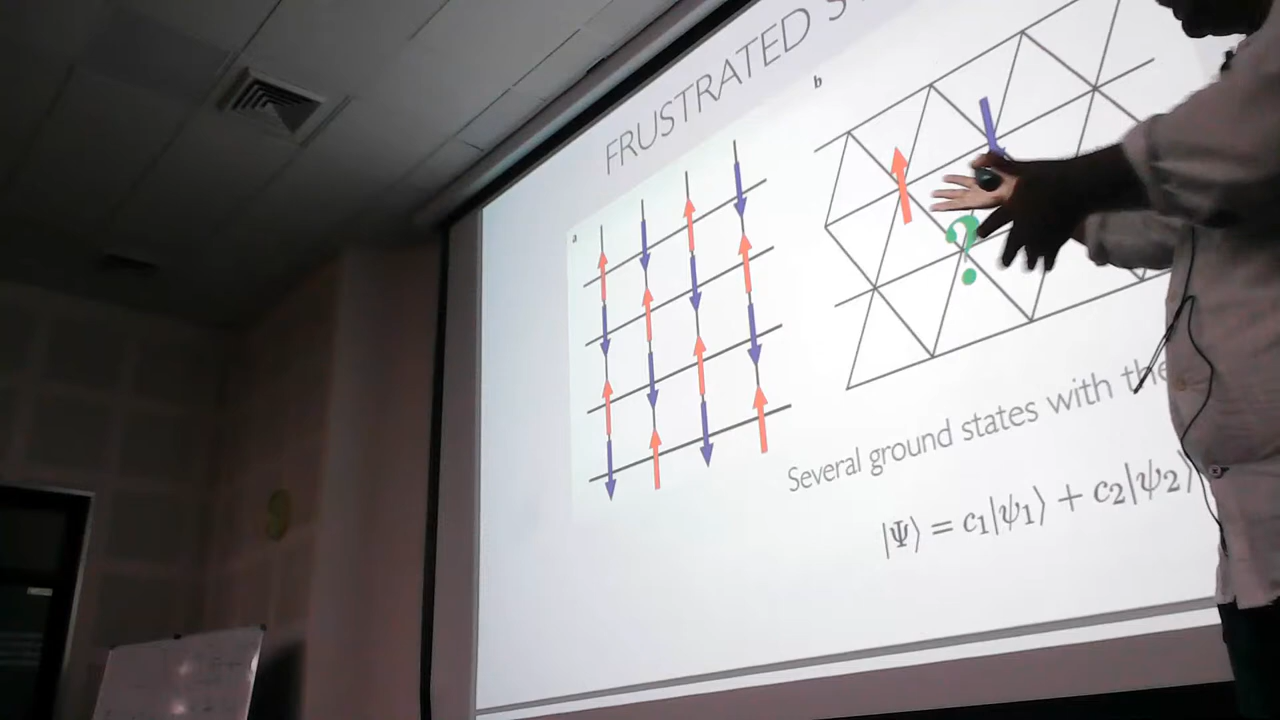 FRUSTRATED
a
b
?
Several ground states with the
|Ψ⟩ = c₁|ψ₁⟩ + c₂|ψ₂⟩